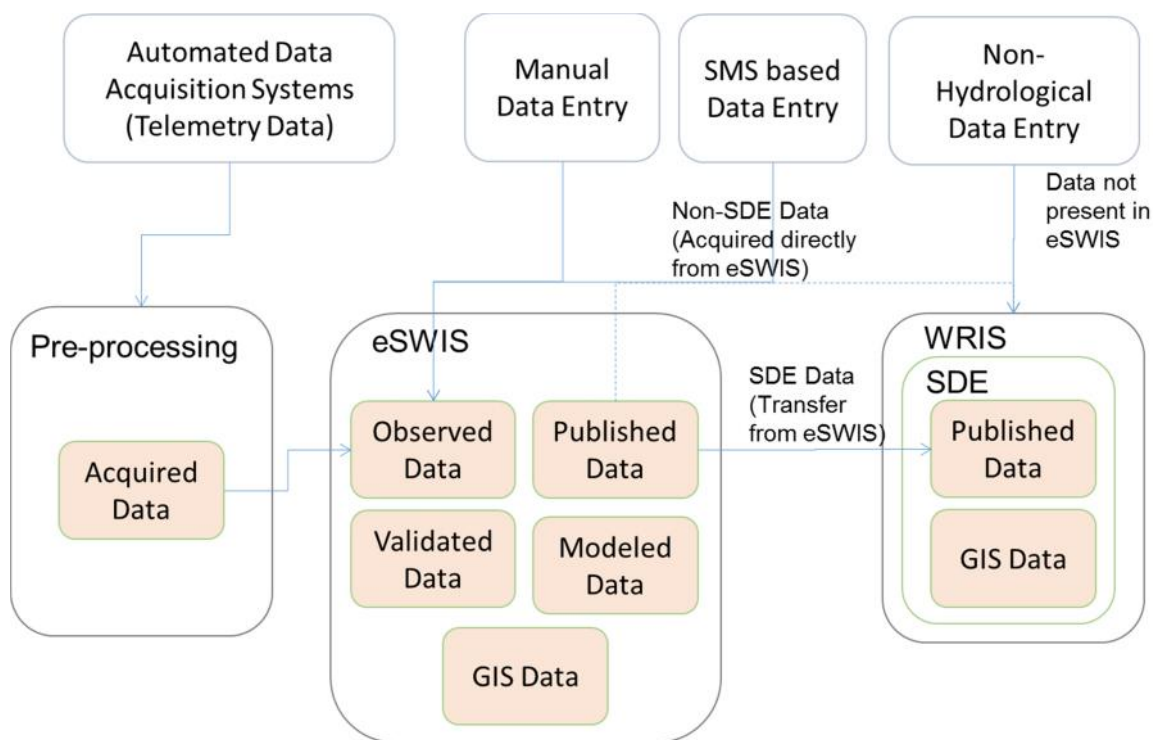 Automated Data
Acquisition Systems
(Telemetry Data)
Manual
Data Entry
SMS based
Data Entry
Non-
Hydrological
Data Entry
Non-SDE Data
(Acquired directly
from eSWIS)
Data not
present in
eSWIS
Pre-processing
Acquired
Data
eSWIS
Observed
Data
Published
Data
Validated
Data
Modeled
Data
GIS Data
SDE Data
(Transfer
from eSWIS)
WRIS
SDE
Published
Data
GIS Data